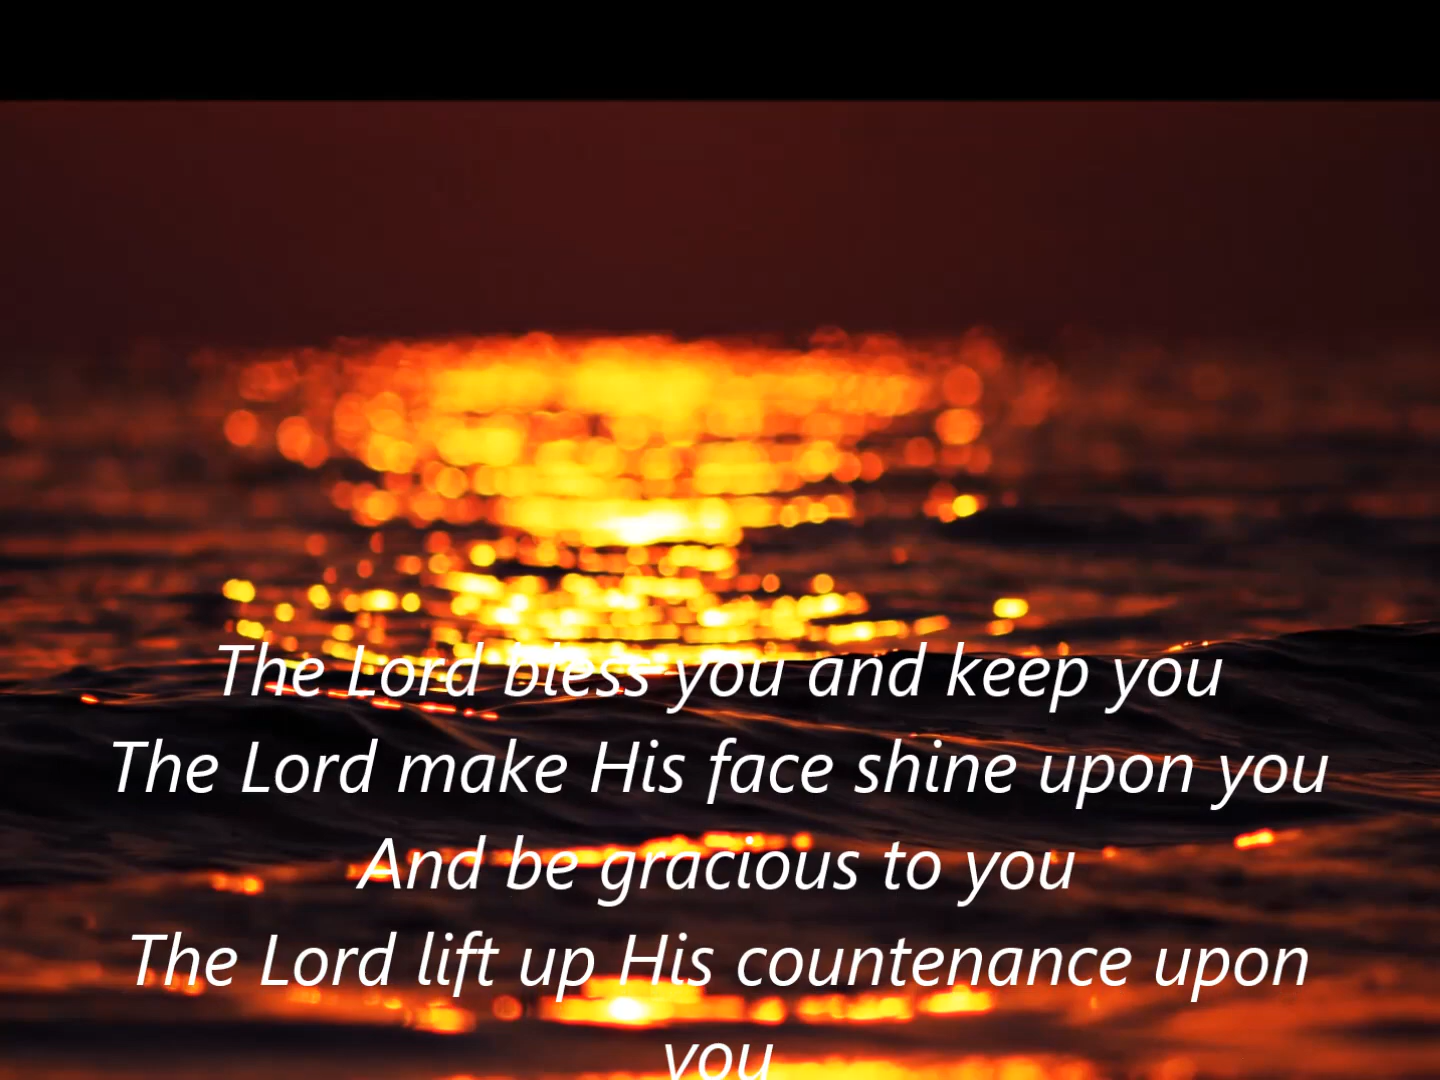 The Lord bless you and keep you
The Lord make His face shine upon you
And be gracious to you
The Lord lift up His countenance upon
you